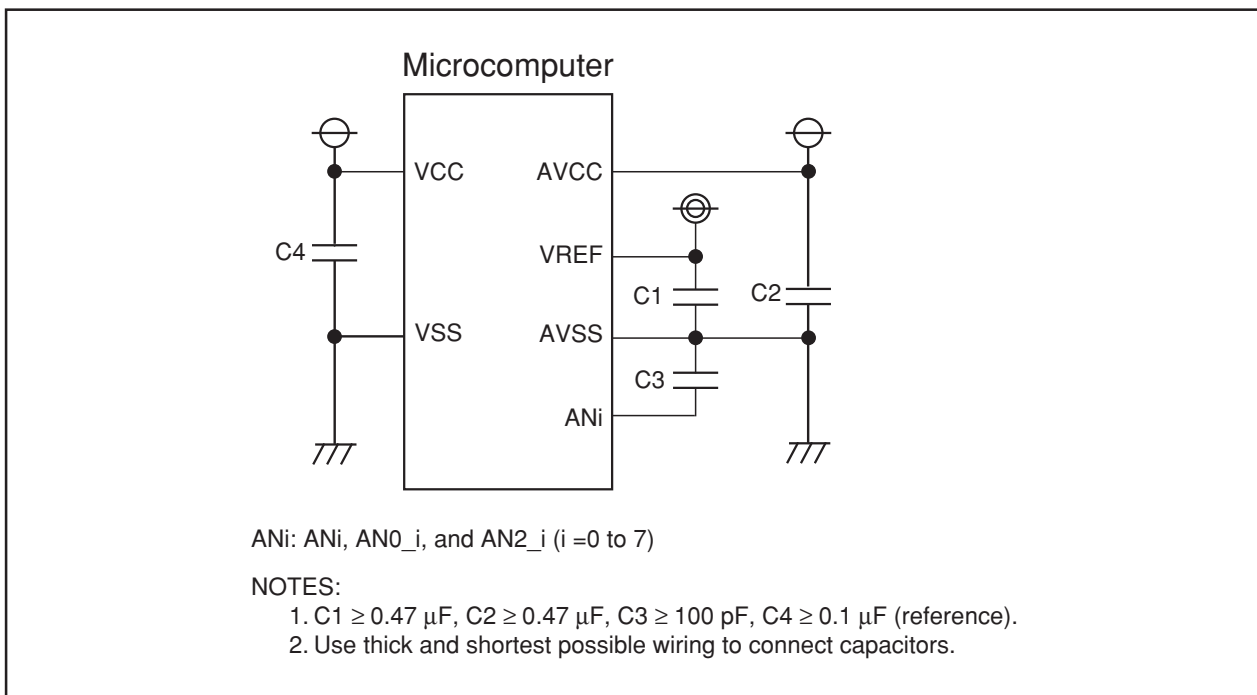 Microcomputer
VCC
AVCC
VREF
C4
C1
C2
VSS
AVSS
C3
ANi
ANi: ANi, AN0_i, and AN2_i (i =0 to 7)
NOTES:
1. C1 ≥ 0.47 μF, C2 ≥ 0.47 μF, C3 ≥ 100 pF, C4 ≥ 0.1 μF (reference).
2. Use thick and shortest possible wiring to connect capacitors.